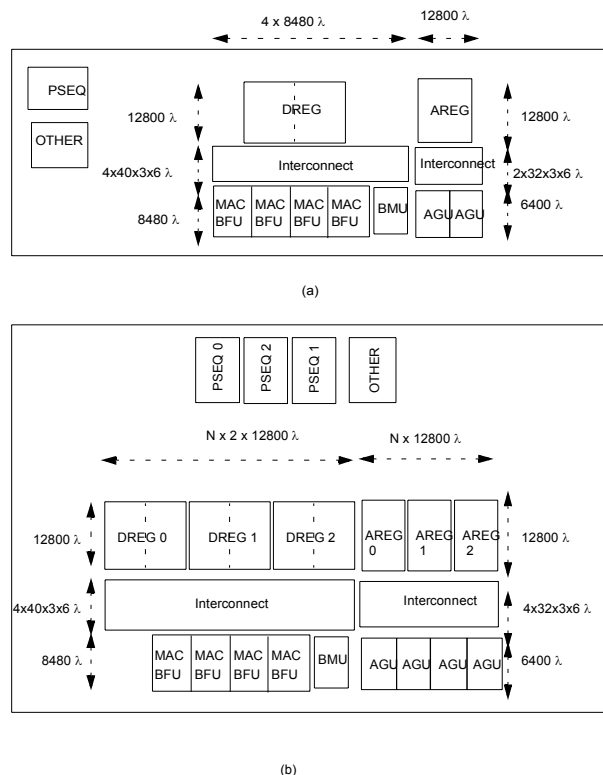 4 x 8480 λ
12800 λ
PSEQ
OTHER
12800 λ
DREG
AREG
12800 λ
4x40x3x6 λ
Interconnect
Interconnect
2x32x3x6 λ
8480 λ
MAC BFU
MAC BFU
MAC BFU
MAC BFU
BMU
AGU
AGU
6400 λ
(a)
PSEQ 0
PSEQ 2
PSEQ 1
OTHER
N x 2 x 12800 λ
N x 12800 λ
12800 λ
DREG 0
DREG 1
DREG 2
AREG 0
AREG 1
AREG 2
12800 λ
4x40x3x6 λ
Interconnect
Interconnect
4x32x3x6 λ
8480 λ
MAC BFU
MAC BFU
MAC BFU
MAC BFU
BMU
AGU
AGU
AGU
AGU
6400 λ
(b)